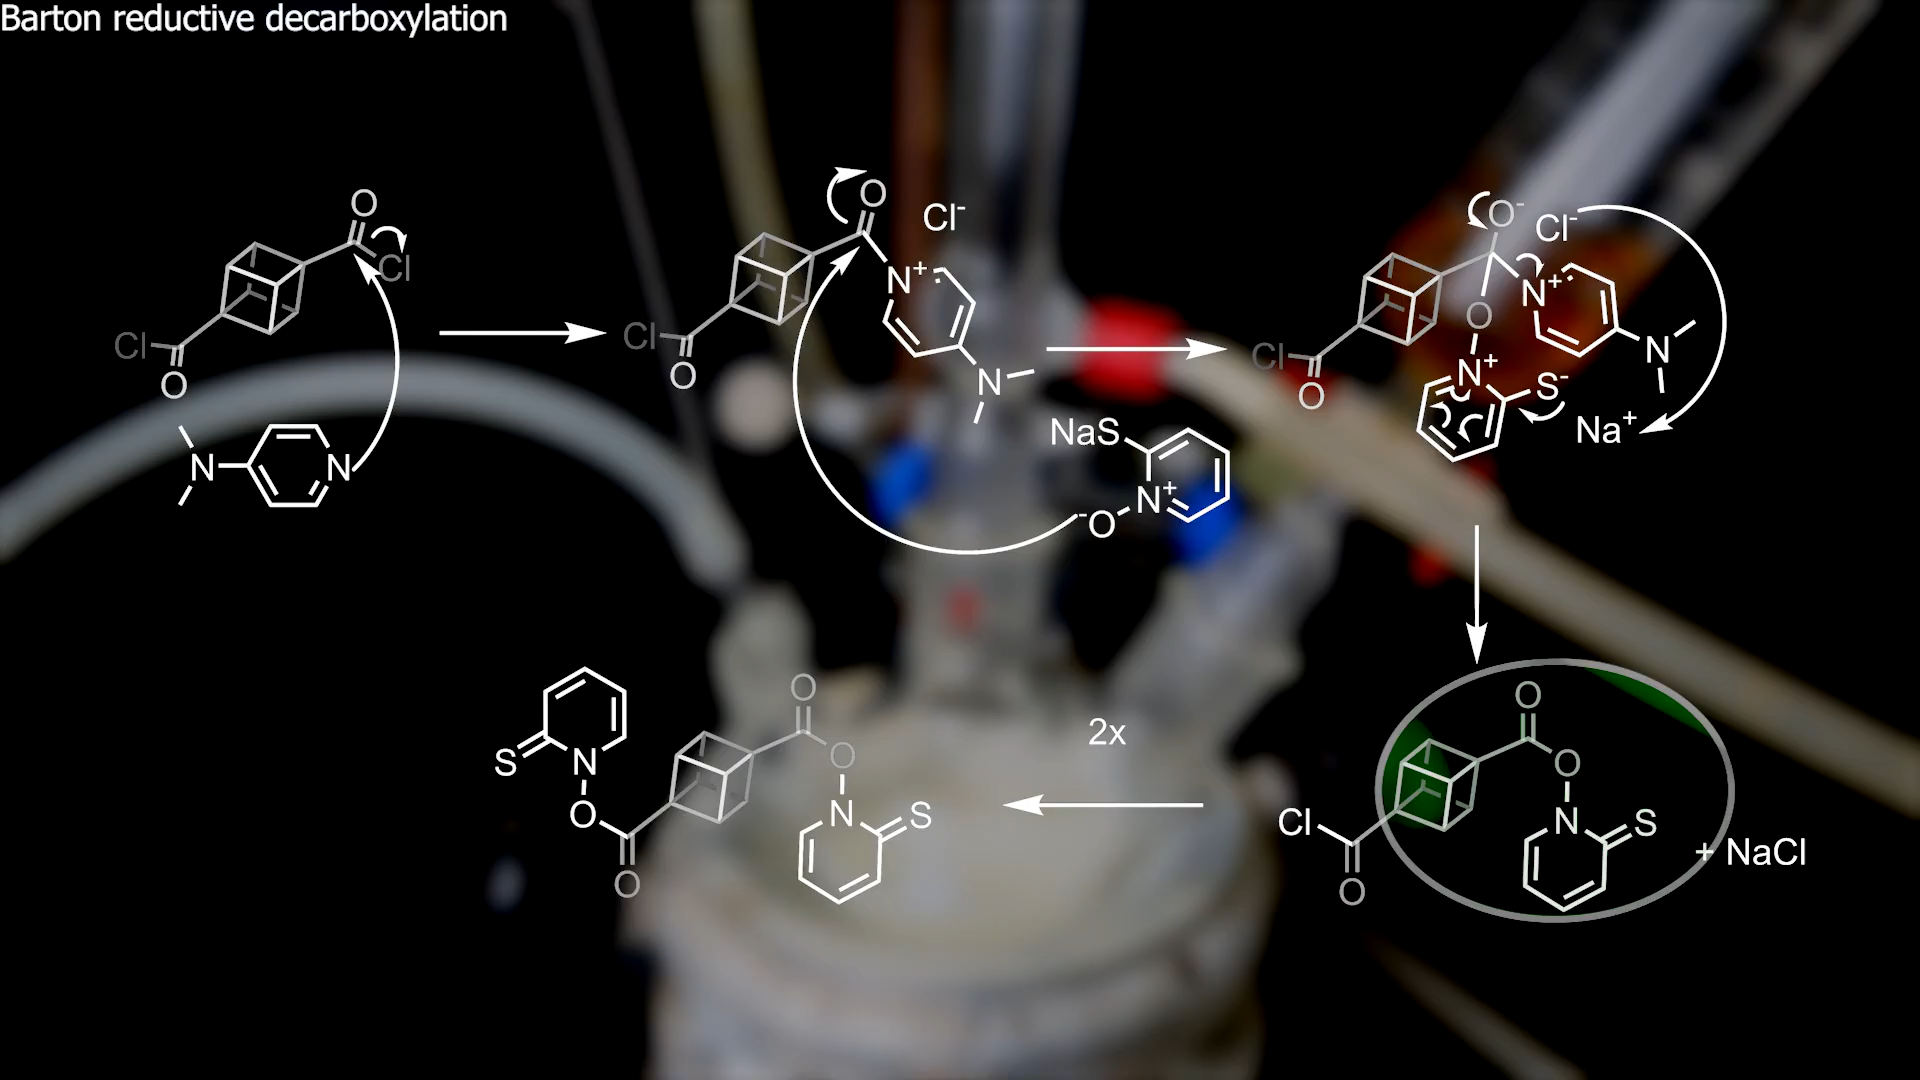 Barton reductive decarboxylation
O
Cl
Cl
O
N
N
O
Cl-
N+
Cl
O
N
NaS
N+
-O
O-
Cl-
N+
O
Cl
O
N
N+
S-
Na+
O
O
N
S
Cl
O
+ NaCl
2x
O
O
N
S
S
N
O
O